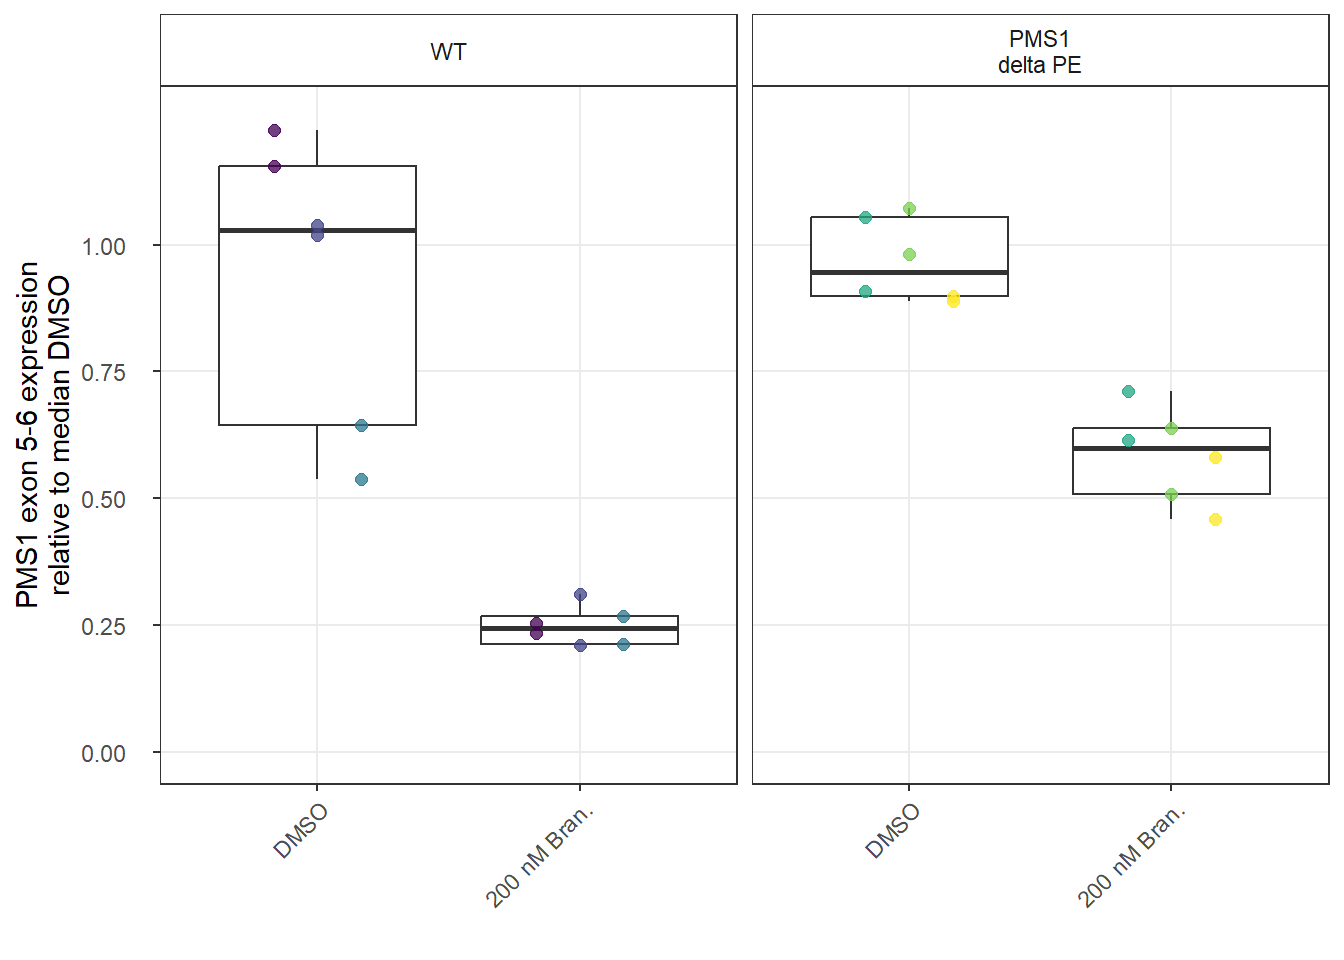 WT
PMS1
delta PE
PMS1 exon 5-6 expression
relative to median DMSO
1.00
0.75
0.50
0.25
0.00
DMSO
200 nM Bran.
DMSO
200 nM Bran.